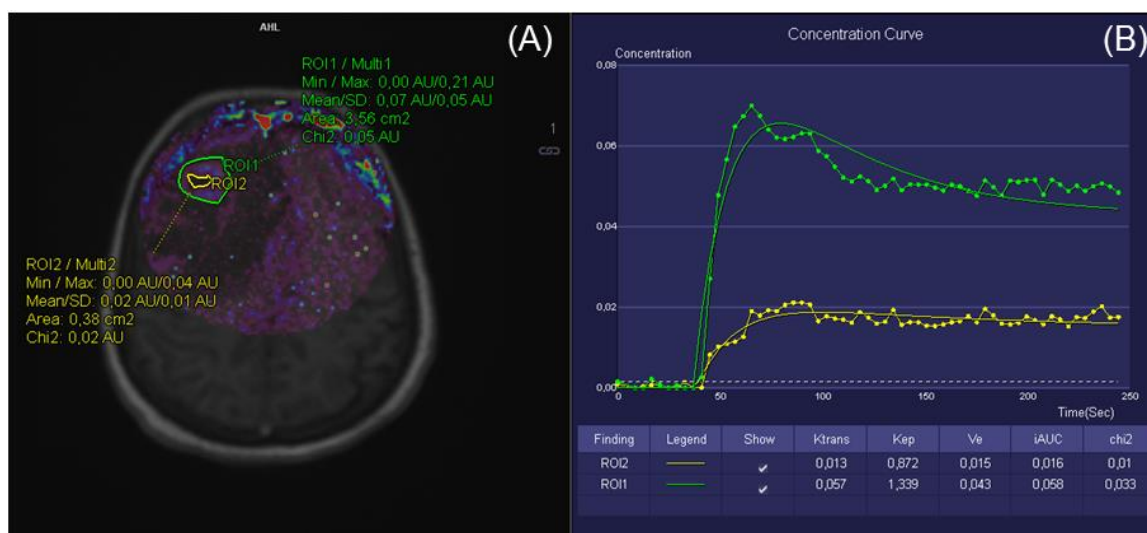 AHL
(A)
ROI1 / Multi1
Min / Max: 0,00 AU/0,21 AU
Mean/SD: 0,07 AU/0,05 AU
Area: 3,56 cm2
Chi2: 0,05 AU
1
ROI1
ROI2
ROI2 / Multi2
Min / Max: 0,00 AU/0,04 AU
Mean/SD: 0,02 AU/0,01 AU
Area: 0,38 cm2
Chi2: 0,02 AU
Concentration Curve
(B)
Concentration
0,08
0,06
0,04
0,02
0,00
0 50 100 150 200 250
Time(Sec)
Finding Legend Show Ktrans Kep Ve iAUC chi2
ROI2 0,013 0,872 0,015 0,016 0,01
ROI1 0,057 1,339 0,043 0,058 0,033